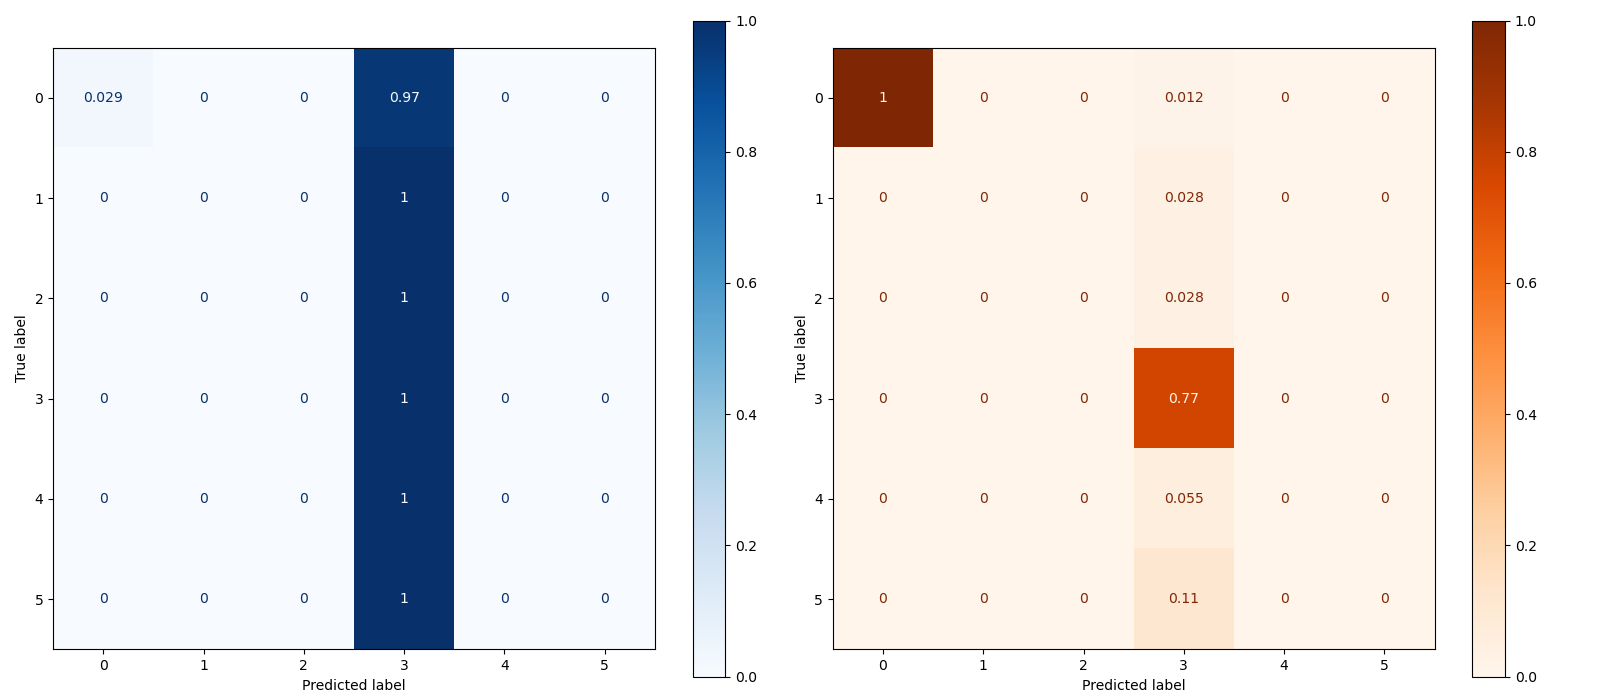 0 0.029 0 0 0.97 0 0
1 0 0 0 1 0 0
2 0 0 0 1 0 0
3 0 0 0 1 0 0
4 0 0 0 1 0 0
5 0 0 0 1 0 0
0 1 2 3 4 5
True label
Predicted label
1.0
0.8
0.6
0.4
0.2
0.0
0 1 0 0 0.012 0 0
1 0 0 0 0.028 0 0
2 0 0 0 0.028 0 0
3 0 0 0 0.77 0 0
4 0 0 0 0.055 0 0
5 0 0 0 0.11 0 0
0 1 2 3 4 5
True label
Predicted label
1.0
0.8
0.6
0.4
0.2
0.0